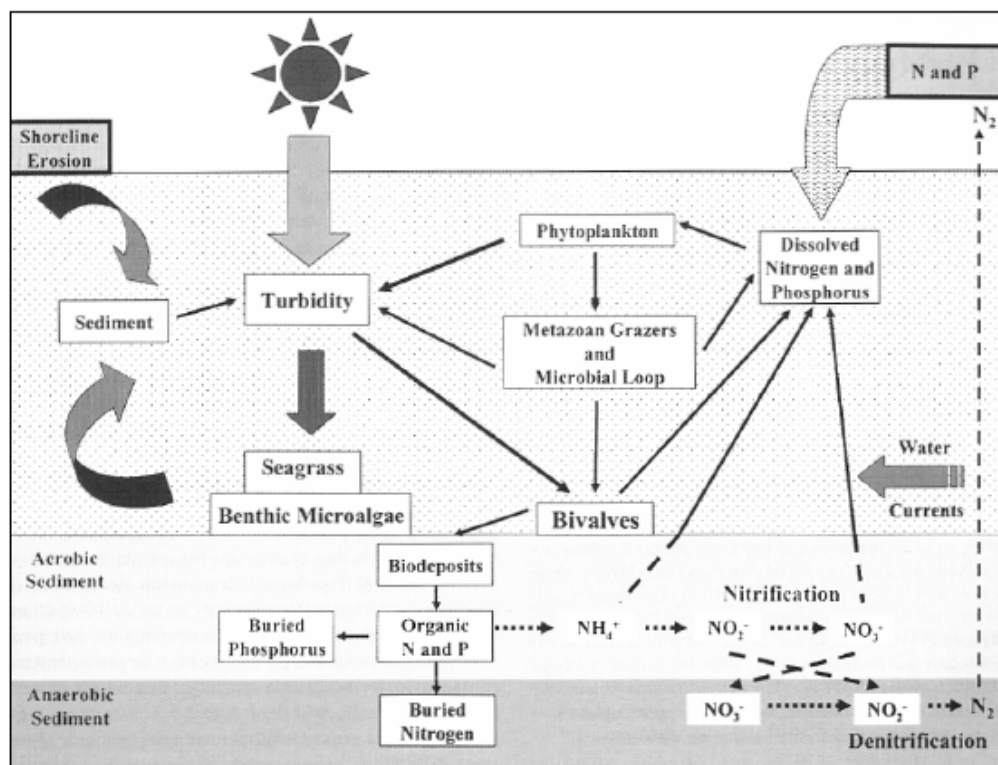 N and P
N₂
Shoreline
Erosion
Phytoplankton
Dissolved
Nitrogen and
Phosphorus
Turbidity
Sediment
Metazoan Grazers
and
Microbial Loop
Water
Currents
Seagrass
Benthic Microalgae
Bivalves
Aerobic
Sediment
Biodeposits
Nitrification
Buried
Phosphorus
Organic
N and P
NH₄⁺
NO₂⁻
NO₃⁻
Anaerobic
Sediment
Buried
Nitrogen
NO₃⁻
NO₂⁻
N₂
Denitrification